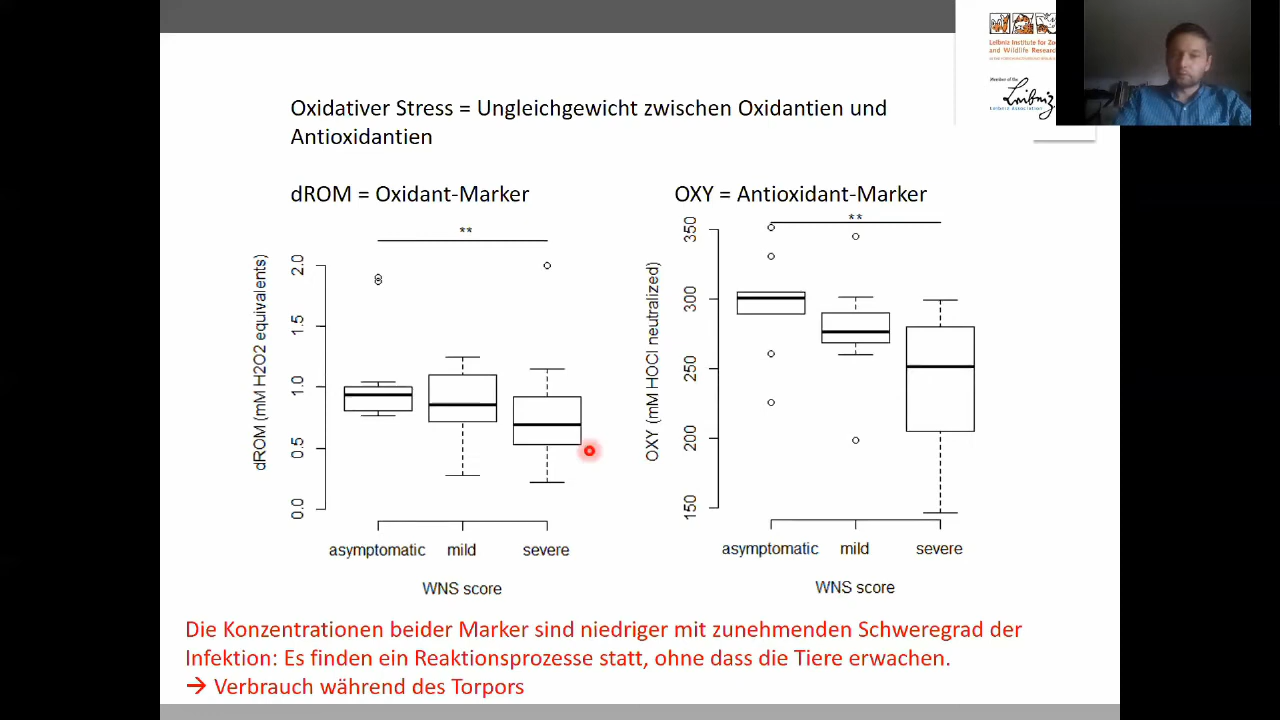 Leibniz Institute for Zo
and Wildlife Researc
Member of the
Leibniz
Leibniz Association
Oxidativer Stress = Ungleichgewicht zwischen Oxidantien und
Antioxidantien
dROM = Oxidant-Marker
OXY = Antioxidant-Marker
**
**
dROM (mM H2O2 equivalents)
2.0
1.5
1.0
0.5
0.0
asymptomatic mild severe
WNS score
OXY (mM HOCl neutralized)
350
300
250
200
150
asymptomatic mild severe
WNS score
Die Konzentrationen beider Marker sind niedriger mit zunehmenden Schweregrad der
Infektion: Es finden ein Reaktionsprozesse statt, ohne dass die Tiere erwachen.
→ Verbrauch während des Torpors